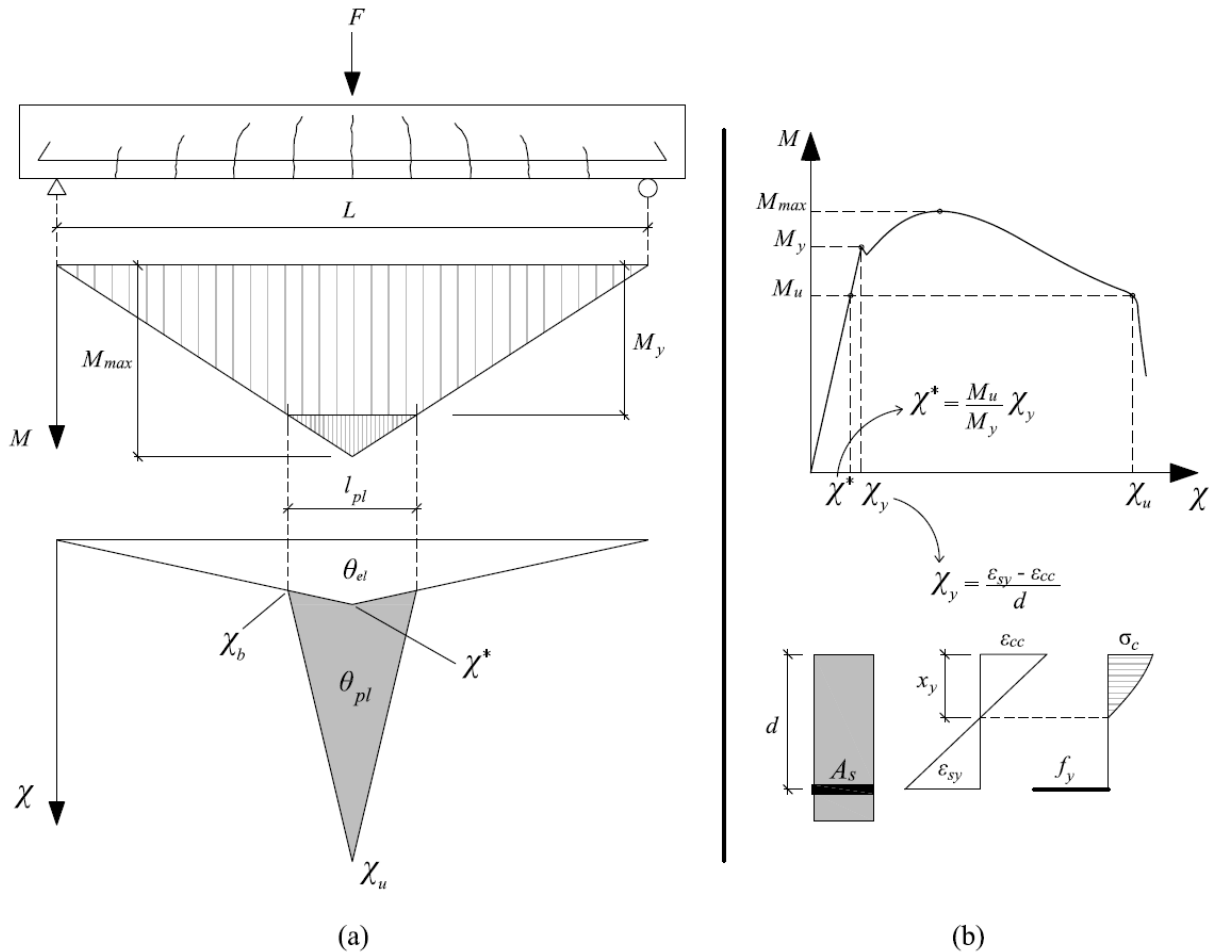 F
L
M_max
M_y
M
l_pl
θ_el
χ_b
χ*
θ_pl
χ
χ_u
(a)
M
M_max
M_y
M_u
χ* = M_u / M_y χ_y
χ* χ_y χ_u χ
χ_y = ε_sy - ε_cc / d
ε_cc σ_c
x_y
d
A_s ε_sy f_y
(b)